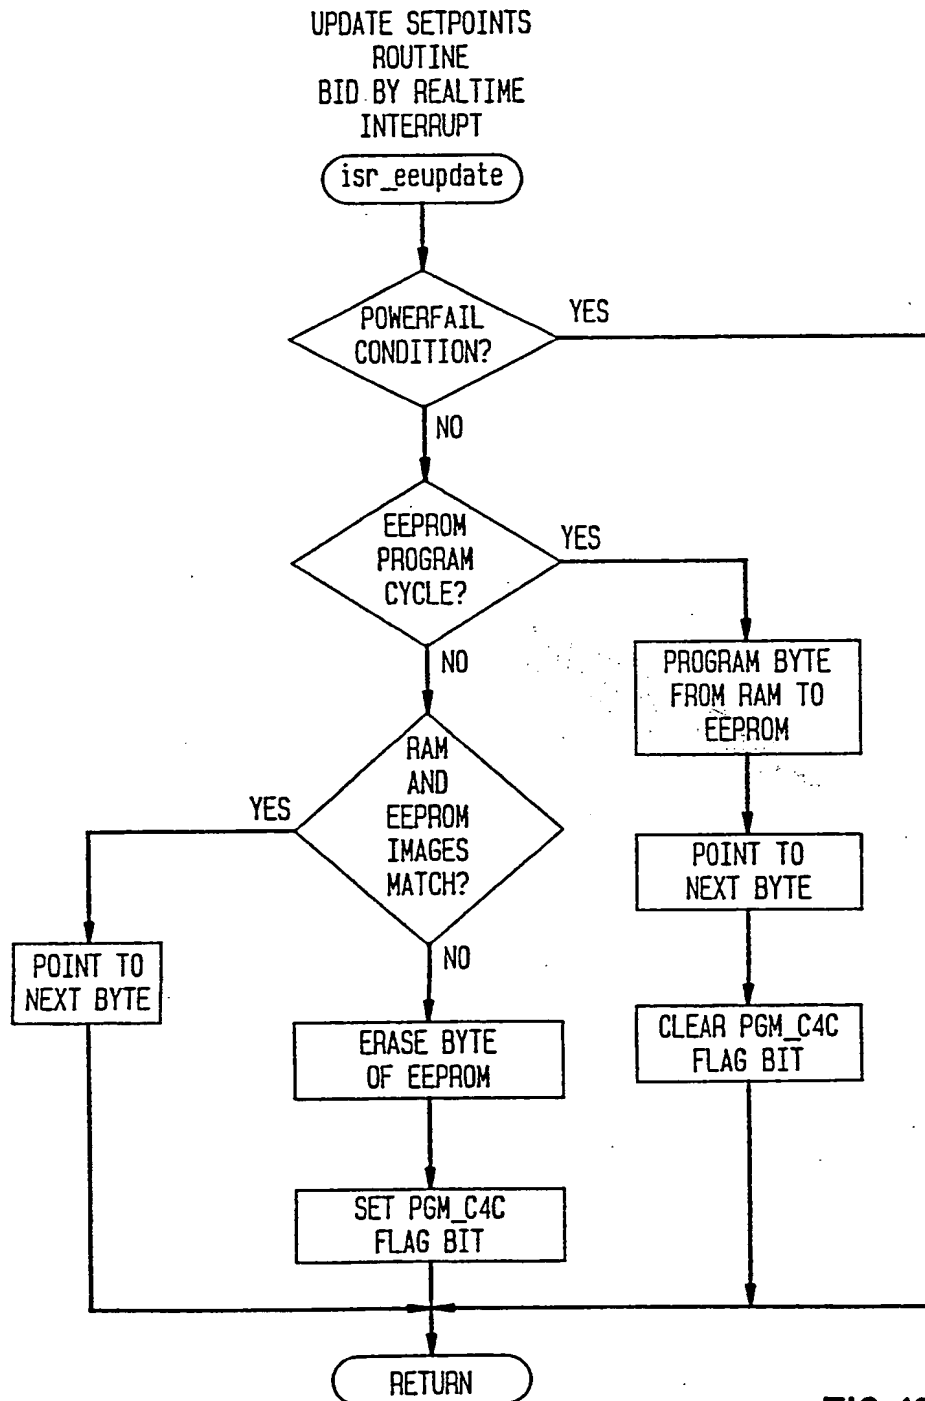 UPDATE SETPOINTS
ROUTINE
BID BY REALTIME
INTERRUPT
isr_eeupdate
POWERFAIL
CONDITION?
YES
NO
EEPROM
PROGRAM
CYCLE?
YES
NO
PROGRAM BYTE
FROM RAM TO
EEPROM
RAM
AND
EEPROM
IMAGES
MATCH?
YES
NO
POINT TO
NEXT BYTE
POINT TO
NEXT BYTE
ERASE BYTE
OF EEPROM
CLEAR PGM_C4C
FLAG BIT
SET PGM_C4C
FLAG BIT
RETURN